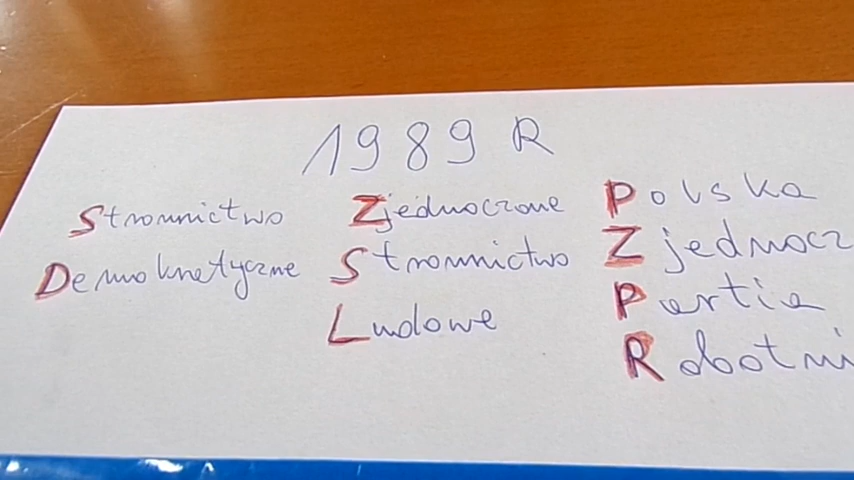 1989 R
Stronnictwo
Demokratyczne
Zjednoczone
Stronnictwo
Ludowe
Polska
Zjednocz
Partia
Robotni